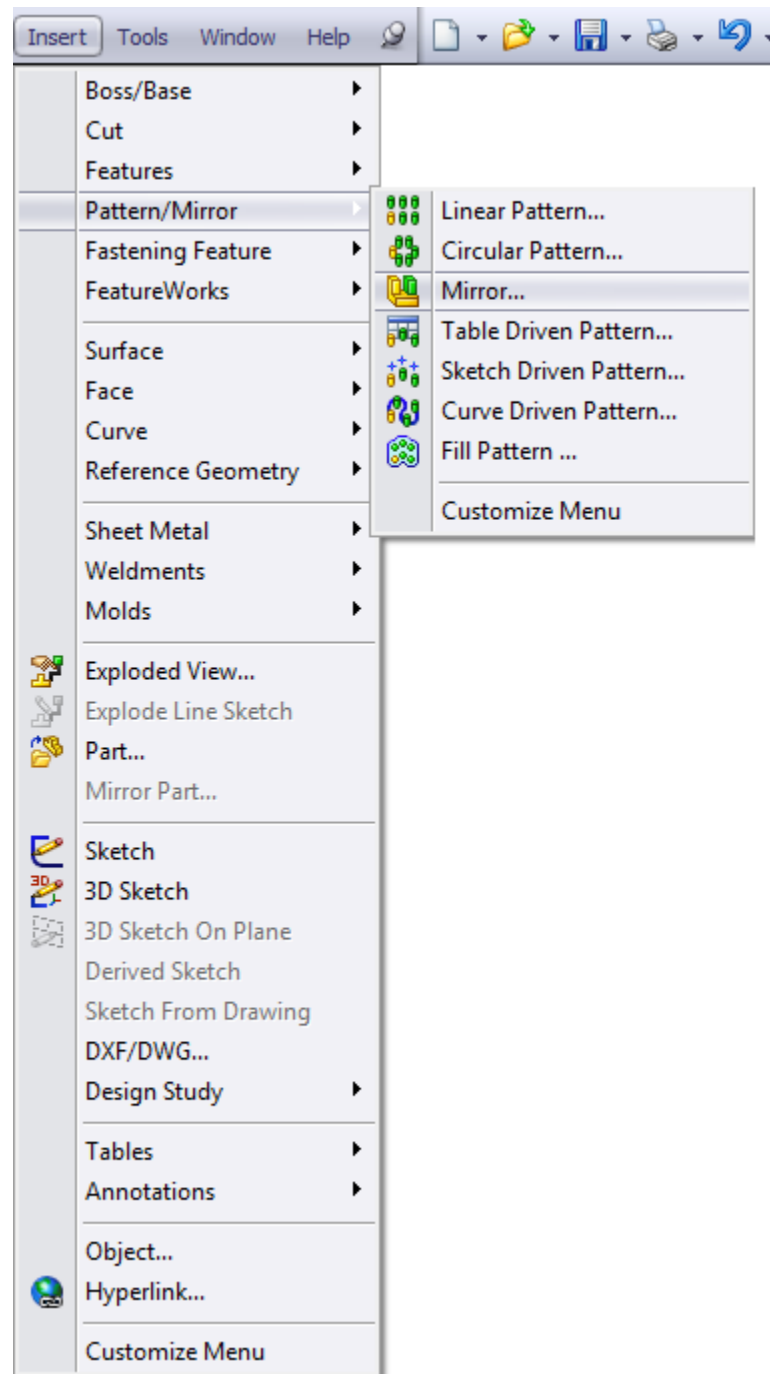 Insert Tools Window Help
Boss/Base
Cut
Features
Pattern/Mirror
Fastening Feature
FeatureWorks
Surface
Face
Curve
Reference Geometry
Sheet Metal
Weldments
Molds
Exploded View...
Explode Line Sketch
Part...
Mirror Part...
Sketch
3D
3D Sketch
3D Sketch On Plane
Derived Sketch
Sketch From Drawing
DXF/DWG...
Design Study
Tables
Annotations
Object...
Hyperlink...
Customize Menu
Linear Pattern...
Circular Pattern...
Mirror...
Table Driven Pattern...
Sketch Driven Pattern...
Curve Driven Pattern...
Fill Pattern ...
Customize Menu